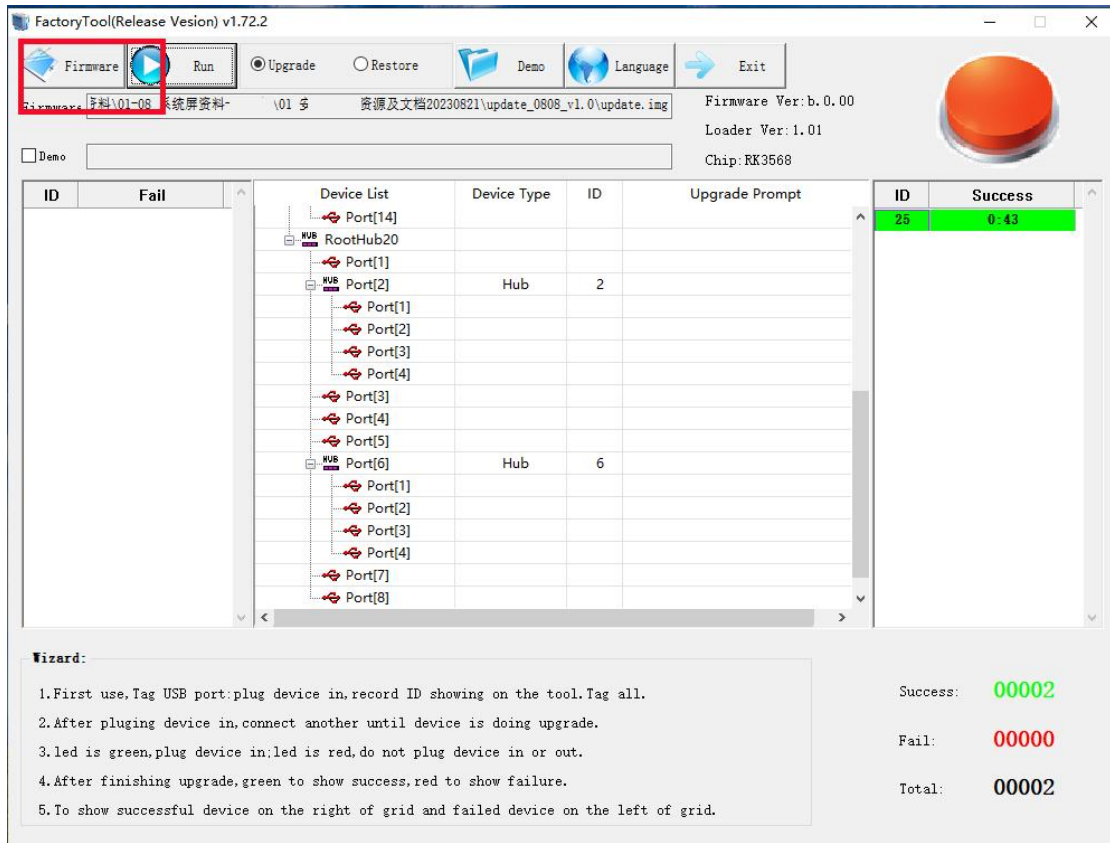 FactoryTool(Release Vesion) v1.72.2
Firmware Run Upgrade Restore Demo Language Exit
Firmware 资料\01-08 系统屏资料- \01 资源及文档20230821\update_0808_v1.0\update.img
Firmware Ver:b.0.00
Loader Ver:1.01
Demo
Chip:RK3568
ID Fail
Device List Device Type ID Upgrade Prompt
ID Success
Port[14]
25 0:43
HUB RootHub20
Port[1]
HUB Port[2] Hub 2
Port[1]
Port[2]
Port[3]
Port[4]
Port[3]
Port[4]
Port[5]
HUB Port[6] Hub 6
Port[1]
Port[2]
Port[3]
Port[4]
Port[7]
Port[8]
Wizard:
1.First use,Tag USB port:plug device in,record ID showing on the tool.Tag all.
2.After pluging device in,connect another until device is doing upgrade.
3.led is green,plug device in;led is red,do not plug device in or out.
4.After finishing upgrade,green to show success,red to show failure.
5.To show successful device on the right of grid and failed device on the left of grid.
Success: 00002
Fail: 00000
Total: 00002